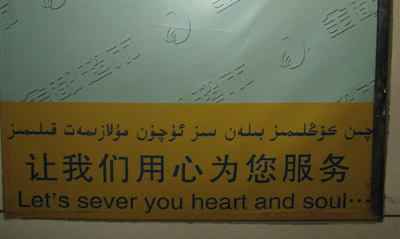 چىن كۆڭلىمىز بىلەن سىز ئۈچۈن مۇلازىمەت قىلىمىز
让我们用心为您服务
Let's sever you heart and soul…